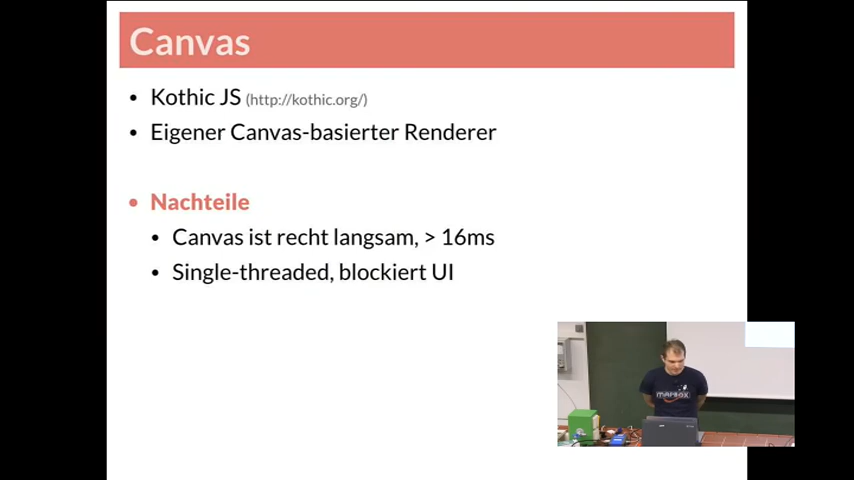 Canvas
• Kothic JS (http://kothic.org/)
• Eigener Canvas-basierter Renderer
• Nachteile
• Canvas ist recht langsam, > 16ms
• Single-threaded, blockiert UI
MAPBOX